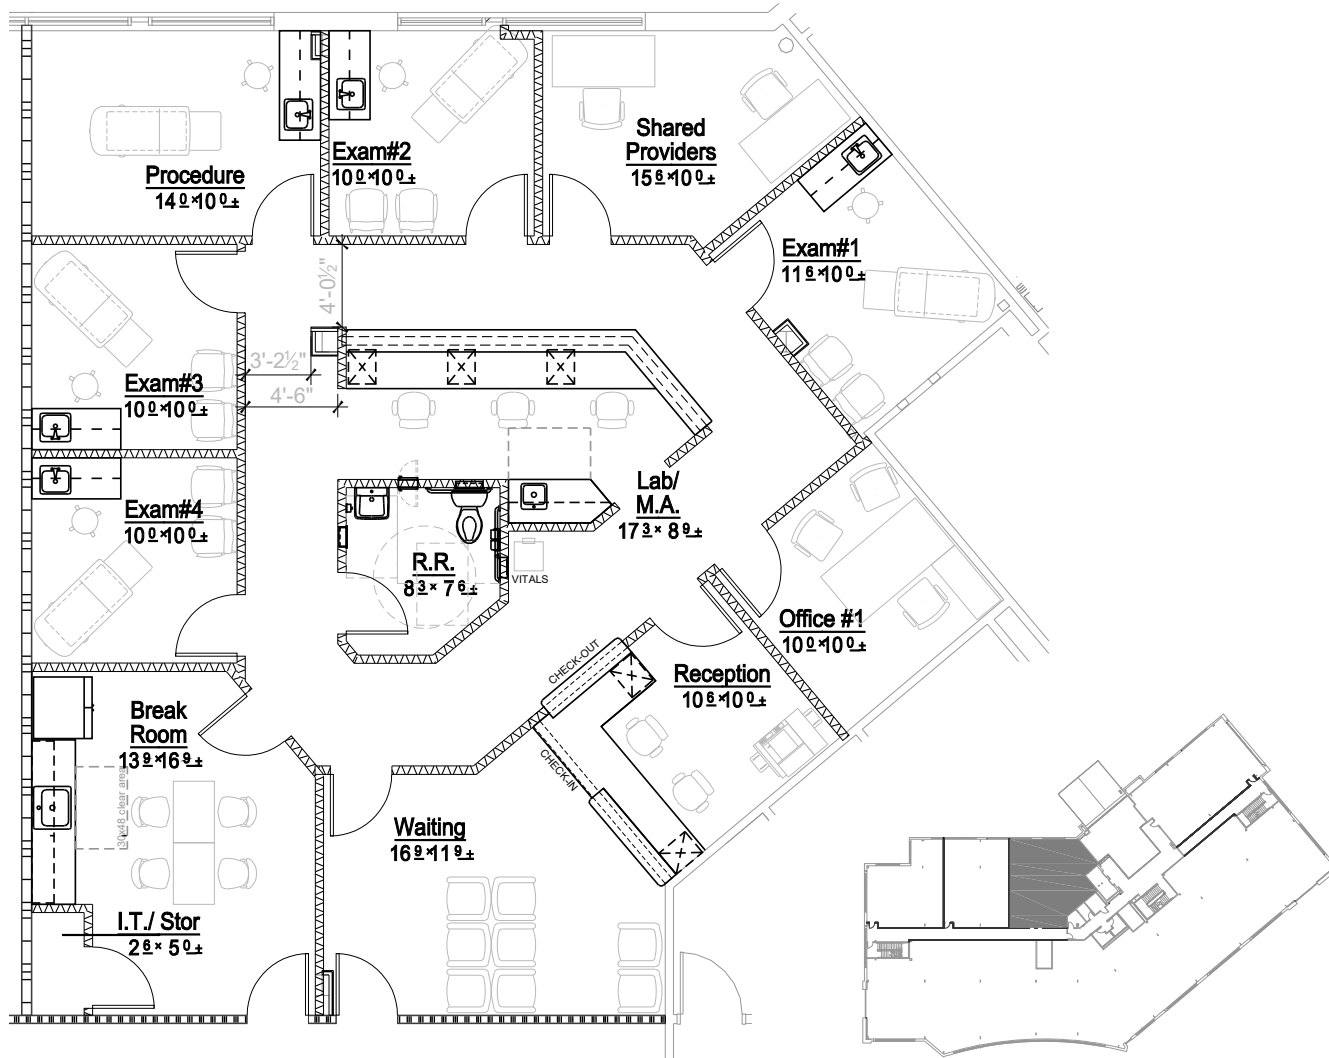 Procedure
14 0 x 10 0 ±
Exam#2
10 0 x 10 0 ±
Shared
Providers
15 6 x 10 0 ±
Exam#1
11 6 x 10 0 ±
4'-0½"
3'-2½"
4'-6"
Exam#3
10 0 x 10 0 ±
Exam#4
10 0 x 10 0 ±
Lab/
M.A.
17 3 x 8 9 ±
R.R.
8 3 x 7 6 ±
VITALS
Office #1
10 0 x 10 0 ±
CHECK-OUT
Reception
10 6 x 10 0 ±
CHECK-IN
Break
Room
13 9 x 16 9 ±
30x48 clear area
Waiting
16 9 x 11 9 ±
I.T./ Stor
2 6 x 5 0 ±